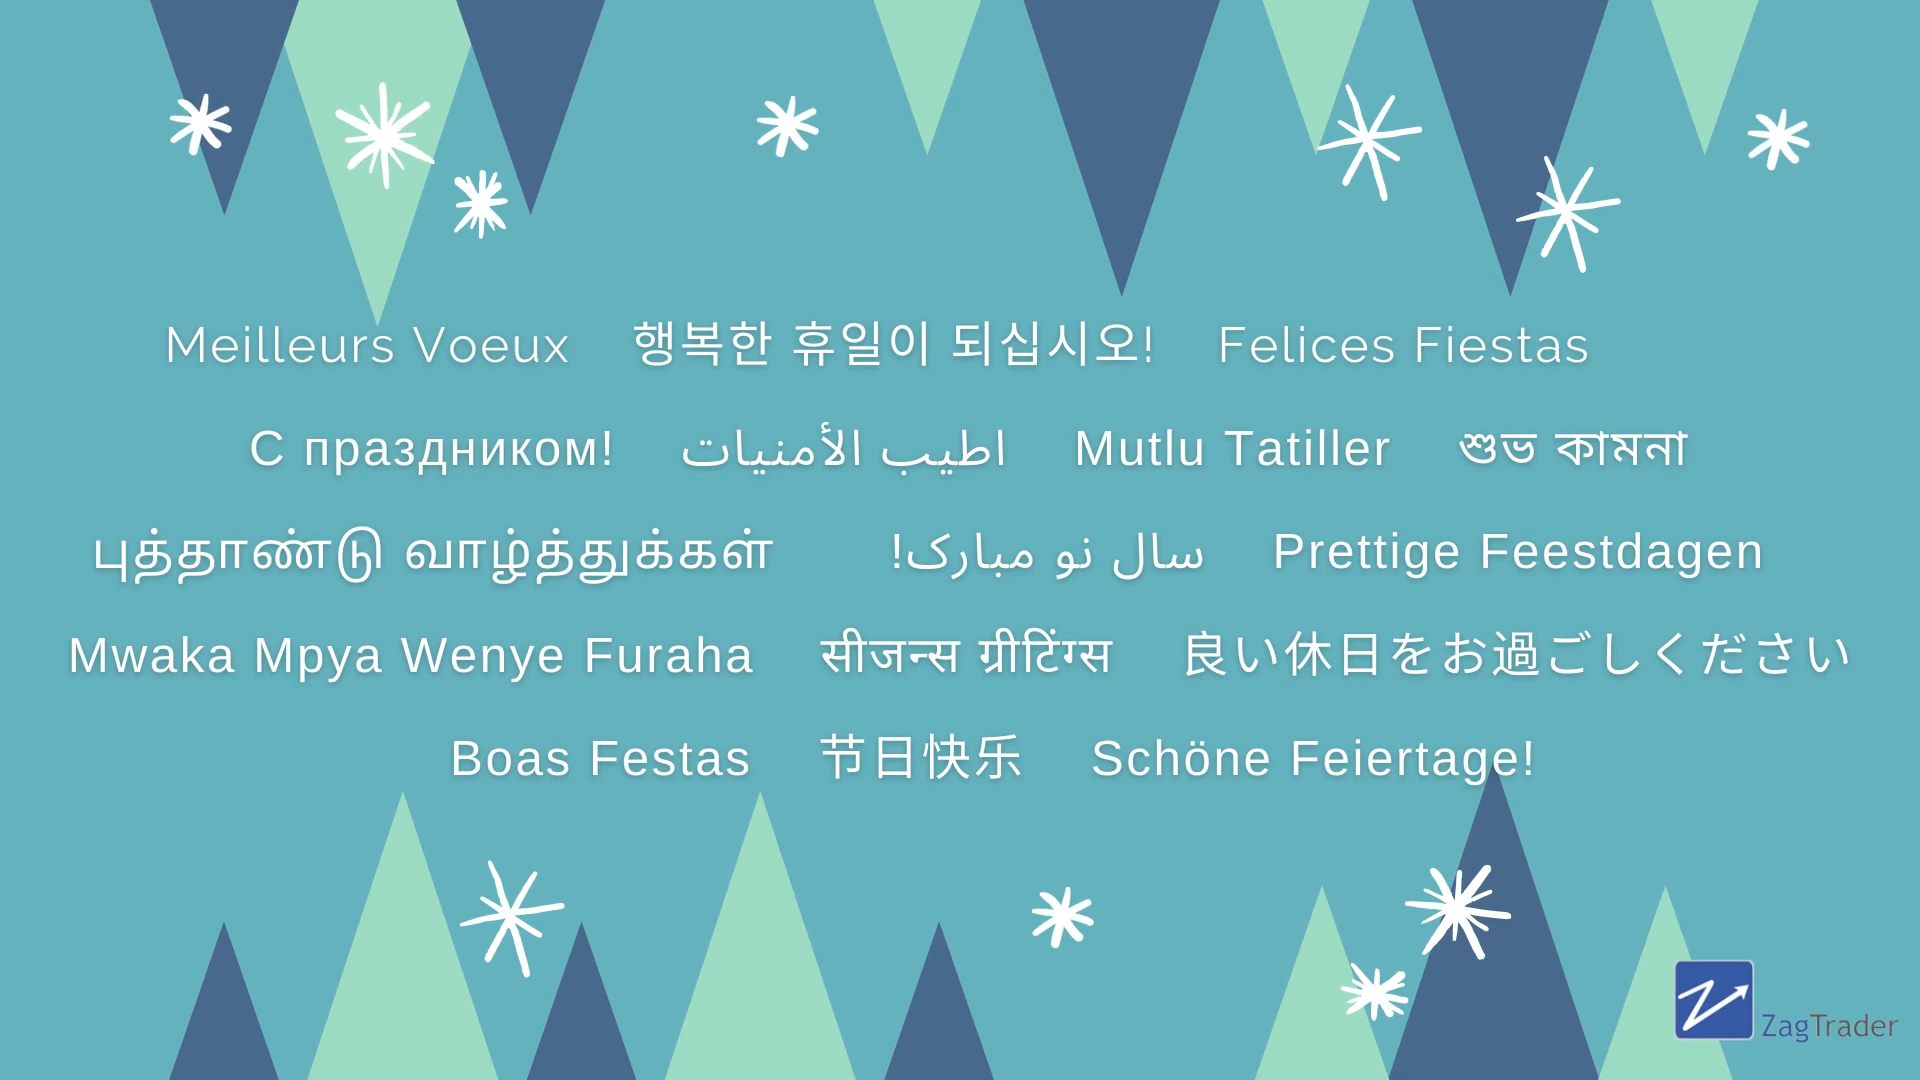 Meilleurs Voeux 행복한 휴일이 되십시오! Felices Fiestas
С праздником! اطيب الأمنيات Mutlu Tatiller শুভ কামনা
புத்தாண்டு வாழ்த்துக்கள் سال نو مبارک! Prettige Feestdagen
Mwaka Mpya Wenye Furaha सीजन्स ग्रीटिंग्स 良い休日をお過ごしください
Boas Festas 节日快乐 Schöne Feiertage!
ZagTrader